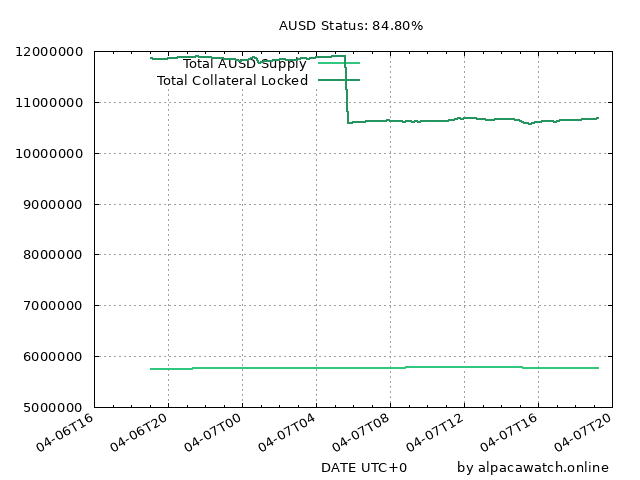 AUSD Status: 84.80%
12000000
11000000
10000000
9000000
8000000
7000000
6000000
5000000
Total AUSD Supply
Total Collateral Locked
04-06T16
04-06T20
04-07T00
04-07T04
04-07T08
04-07T12
04-07T16
04-07T20
DATE UTC+0
by alpacawatch.online